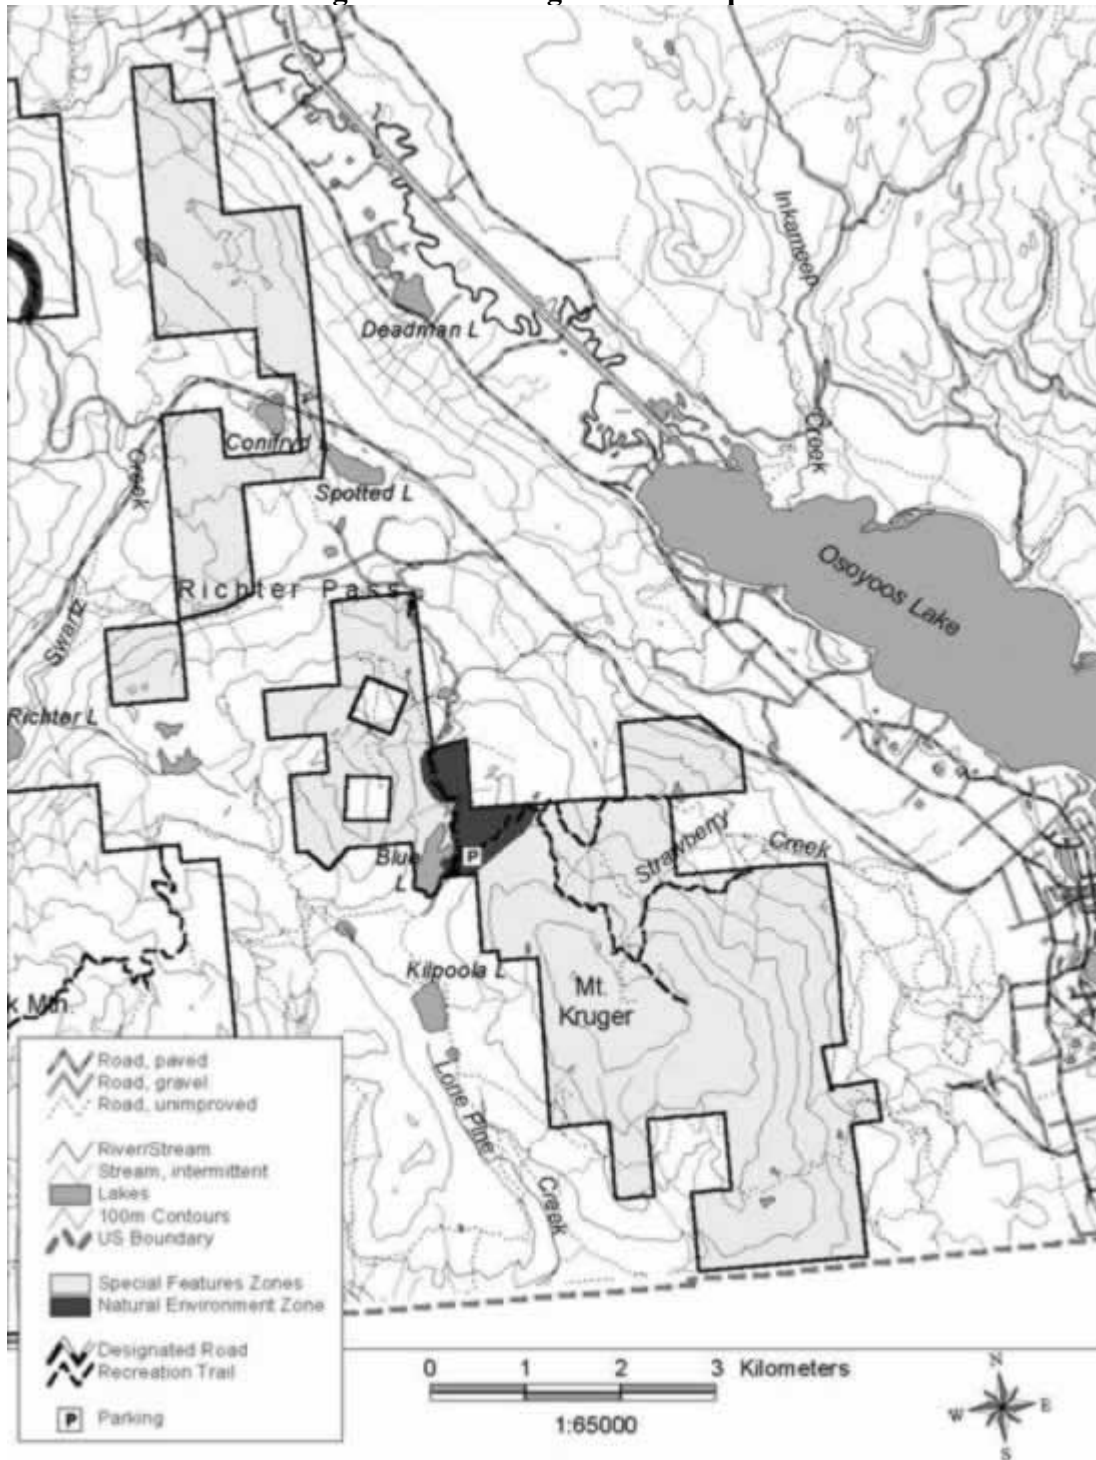 Inkameep
Creek
Deadman L
Conifryd
Creek
Spotted L
Osoyoos Lake
Richter Pass
Swartz
Richter L
Strawberry
Creek
Blue
L
P
Kilpoola L
Mt.
Kruger
k Mtn.
Lone Pine
Creek
Road, paved
Road, gravel
Road, unimproved
River/Stream
Stream, intermittent
Lakes
100m Contours
US Boundary
Special Features Zones
Natural Environment Zone
Designated Road
Recreation Trail
P Parking
0 1 2 3 Kilometers
1:65000
N
W E
S